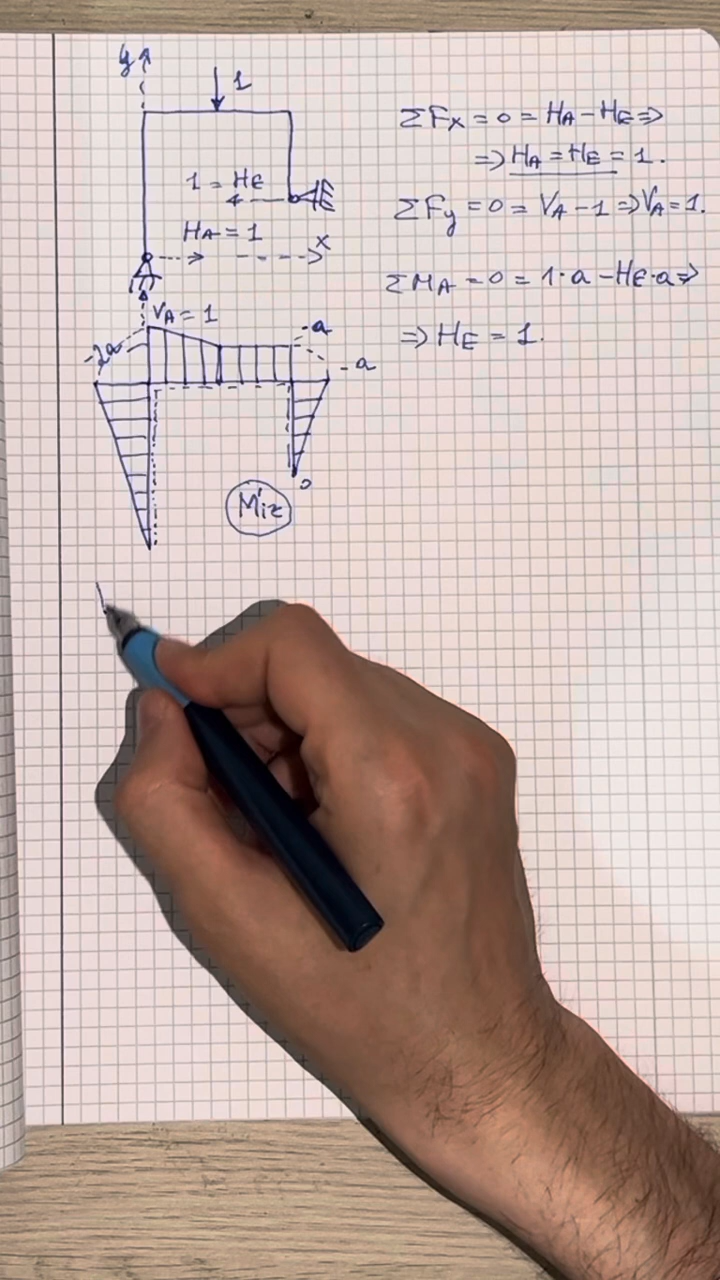 y
1
1 = HE
HA = 1
x
VA = 1
ΣFx = 0 = HA - HE =>
=> HA = HE = 1.
ΣFy = 0 = VA - 1 => VA = 1.
ΣMA = 0 = 1·a - HE·a =>
=> HE = 1.
-2a
-a
-a
0
M'iz